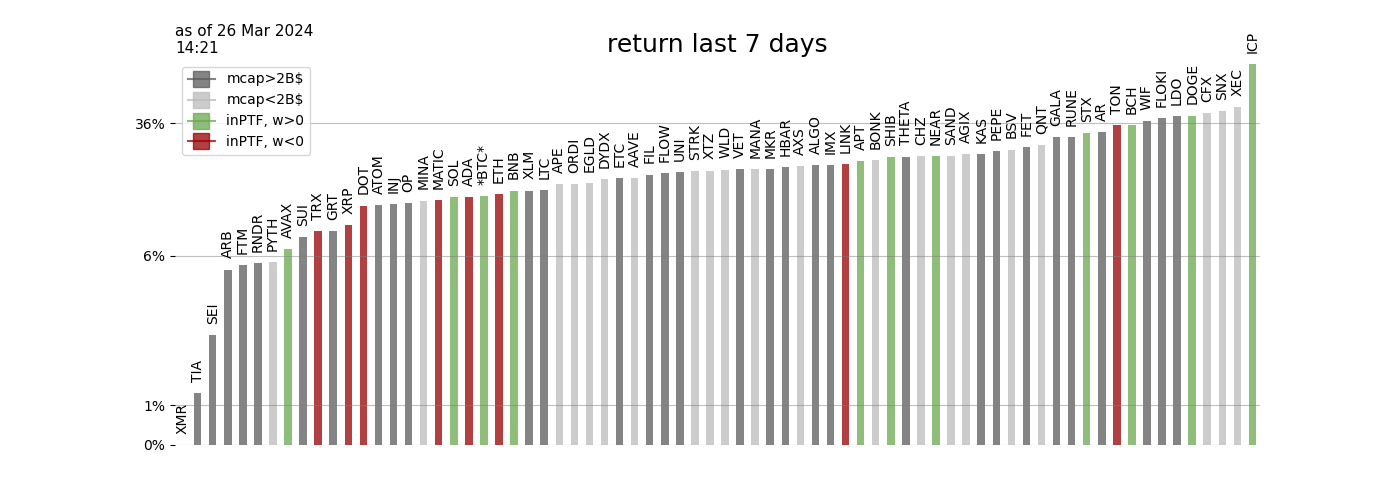 as of 26 Mar 2024
14:21
return last 7 days
mcap>2B$
mcap<2B$
inPTF, w>0
inPTF, w<0
36%
6%
1%
0%
XMR
TIA
SEI
ARB
FTM
RNDR
PYTH
AVAX
SUI
TRX
GRT
XRP
DOT
ATOM
INJ
OP
MINA
MATIC
SOL
ADA
*BTC*
ETH
BNB
XLM
LTC
APE
ORDI
EGLD
DYDX
ETC
AAVE
FIL
FLOW
UNI
STRK
XTZ
WLD
VET
MANA
MKR
HBAR
AXS
ALGO
IMX
LINK
APT
BONK
SHIB
THETA
CHZ
NEAR
SAND
AGIX
KAS
PEPE
BSV
FET
QNT
GALA
RUNE
STX
AR
TON
BCH
WIF
FLOKI
LDO
DOGE
CFX
SNX
XEC
ICP